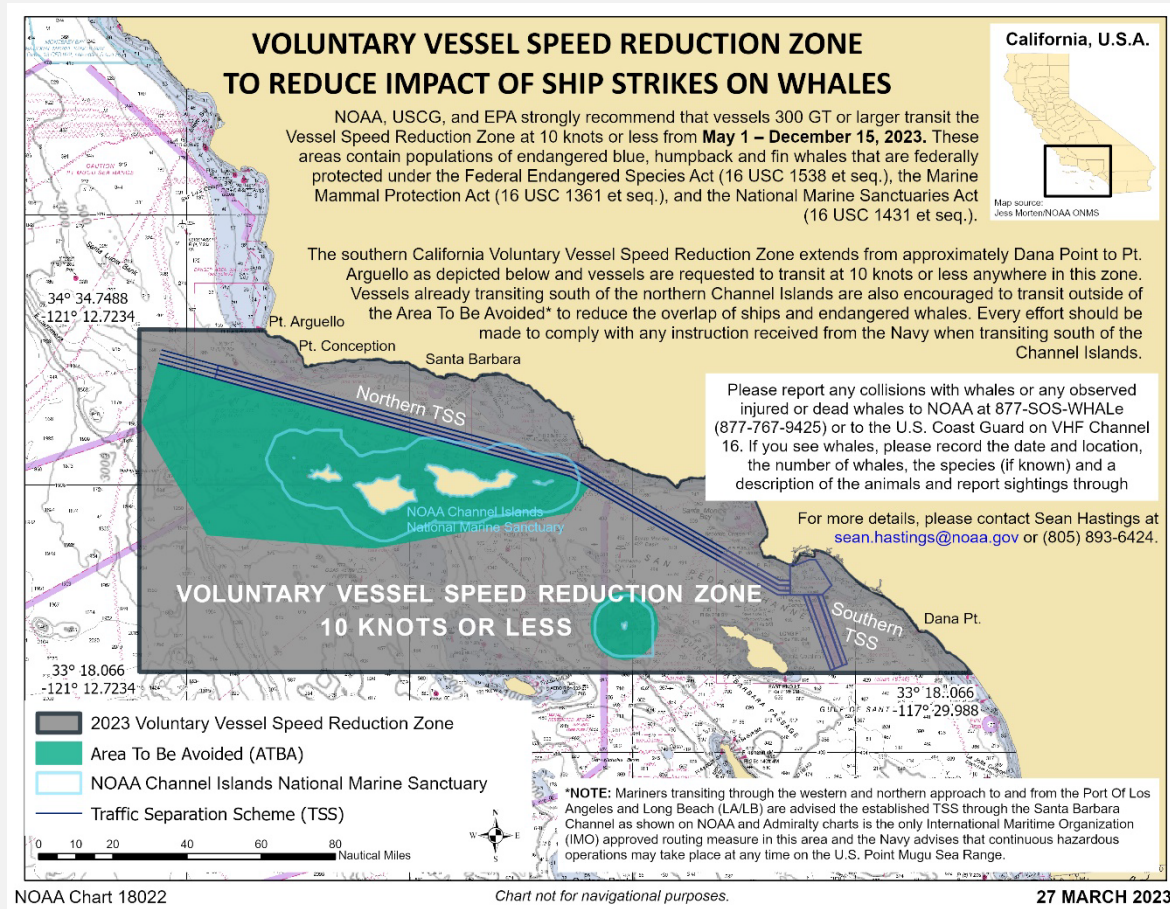 VOLUNTARY VESSEL SPEED REDUCTION ZONE
TO REDUCE IMPACT OF SHIP STRIKES ON WHALES
NOAA, USCG, and EPA strongly recommend that vessels 300 GT or larger transit the
Vessel Speed Reduction Zone at 10 knots or less from May 1 – December 15, 2023. These
areas contain populations of endangered blue, humpback and fin whales that are federally
protected under the Federal Endangered Species Act (16 USC 1538 et seq.), the Marine
Mammal Protection Act (16 USC 1361 et seq.), and the National Marine Sanctuaries Act
(16 USC 1431 et seq.).
California, U.S.A.
Map source:
Jess Morten/NOAA ONMS
The southern California Voluntary Vessel Speed Reduction Zone extends from approximately Dana Point to Pt.
Arguello as depicted below and vessels are requested to transit at 10 knots or less anywhere in this zone.
Vessels already transiting south of the northern Channel Islands are also encouraged to transit outside of
the Area To Be Avoided* to reduce the overlap of ships and endangered whales. Every effort should be
made to comply with any instruction received from the Navy when transiting south of the
Channel Islands.
Santa Lucia Bank
34° 34.7488
-121° 12.7234
Pt. Arguello
Pt. Conception
Santa Barbara
Please report any collisions with whales or any observed
injured or dead whales to NOAA at 877-SOS-WHALe
(877-767-9425) or to the U.S. Coast Guard on VHF Channel
16. If you see whales, please record the date and location,
the number of whales, the species (if known) and a
description of the animals and report sightings through
For more details, please contact Sean Hastings at
sean.hastings@noaa.gov or (805) 893-6424.
Northern TSS
NOAA Channel Islands
National Marine Sanctuary
VOLUNTARY VESSEL SPEED REDUCTION ZONE
10 KNOTS OR LESS
Southern
TSS
Dana Pt.
33° 18.066
-121° 12.7234
33° 18.066
-117° 29.988
2023 Voluntary Vessel Speed Reduction Zone
Area To Be Avoided (ATBA)
NOAA Channel Islands National Marine Sanctuary
Traffic Separation Scheme (TSS)
0 10 20 40 60 80
Nautical Miles
N
W E
S
*NOTE: Mariners transiting through the western and northern approach to and from the Port Of Los
Angeles and Long Beach (LA/LB) are advised the established TSS through the Santa Barbara
Channel as shown on NOAA and Admiralty charts is the only International Maritime Organization
(IMO) approved routing measure in this area and the Navy advises that continuous hazardous
operations may take place at any time on the U.S. Point Mugu Sea Range.
NOAA Chart 18022
Chart not for navigational purposes.
27 MARCH 2023